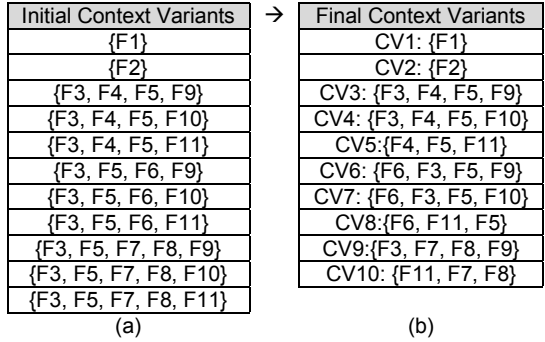 Initial Context Variants → Final Context Variants
{F1} CV1: {F1}
{F2} CV2: {F2}
{F3, F4, F5, F9} CV3: {F3, F4, F5, F9}
{F3, F4, F5, F10} CV4: {F3, F4, F5, F10}
{F3, F4, F5, F11} CV5:{F4, F5, F11}
{F3, F5, F6, F9} CV6: {F6, F3, F5, F9}
{F3, F5, F6, F10} CV7: {F6, F3, F5, F10}
{F3, F5, F6, F11} CV8:{F6, F11, F5}
{F3, F5, F7, F8, F9} CV9:{F3, F7, F8, F9}
{F3, F5, F7, F8, F10} CV10: {F11, F7, F8}
{F3, F5, F7, F8, F11}
(a) (b)